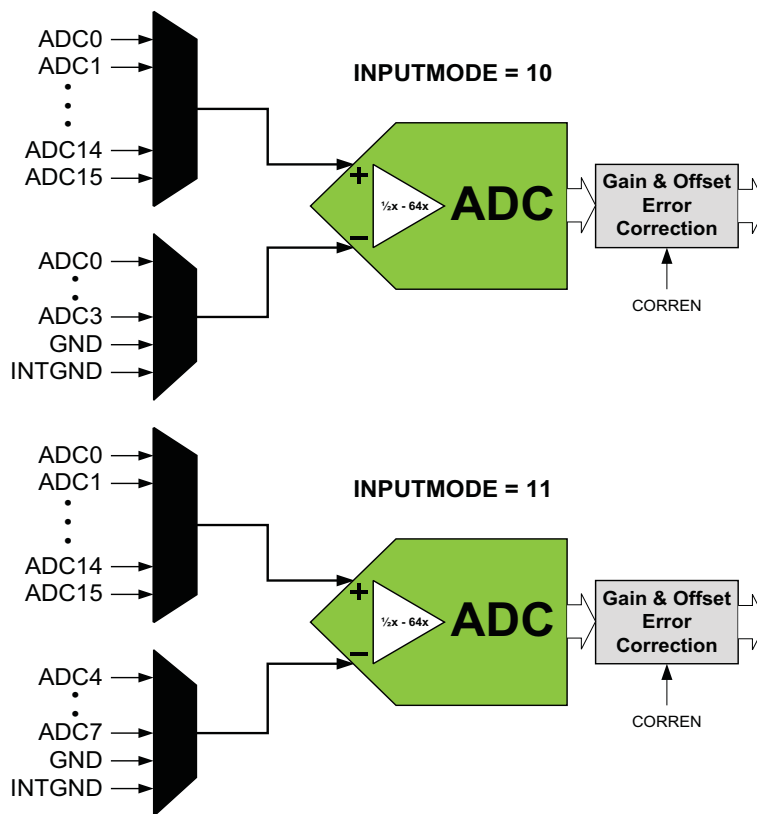 ADC0
ADC1
ADC14
ADC15
INPUTMODE = 10
+
−
½x - 64x
ADC
Gain & Offset
Error
Correction
CORREN
ADC0
ADC3
GND
INTGND
ADC0
ADC1
ADC14
ADC15
INPUTMODE = 11
+
−
½x - 64x
ADC
Gain & Offset
Error
Correction
CORREN
ADC4
ADC7
GND
INTGND